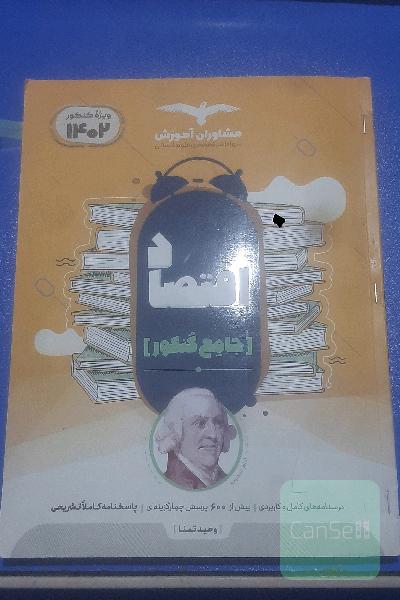 ویژهٔ کنکور
۱۴۰۲
مشاوران آموزش
اقتصاد
[جامع کنکور]
درسنامه‌های کامل و کاربردی | بیش از ۶۰۰ پرسش چهارگزینه‌ای | پاسخنامه کاملاً تشریحی
[وحید تمنا]
CanSell